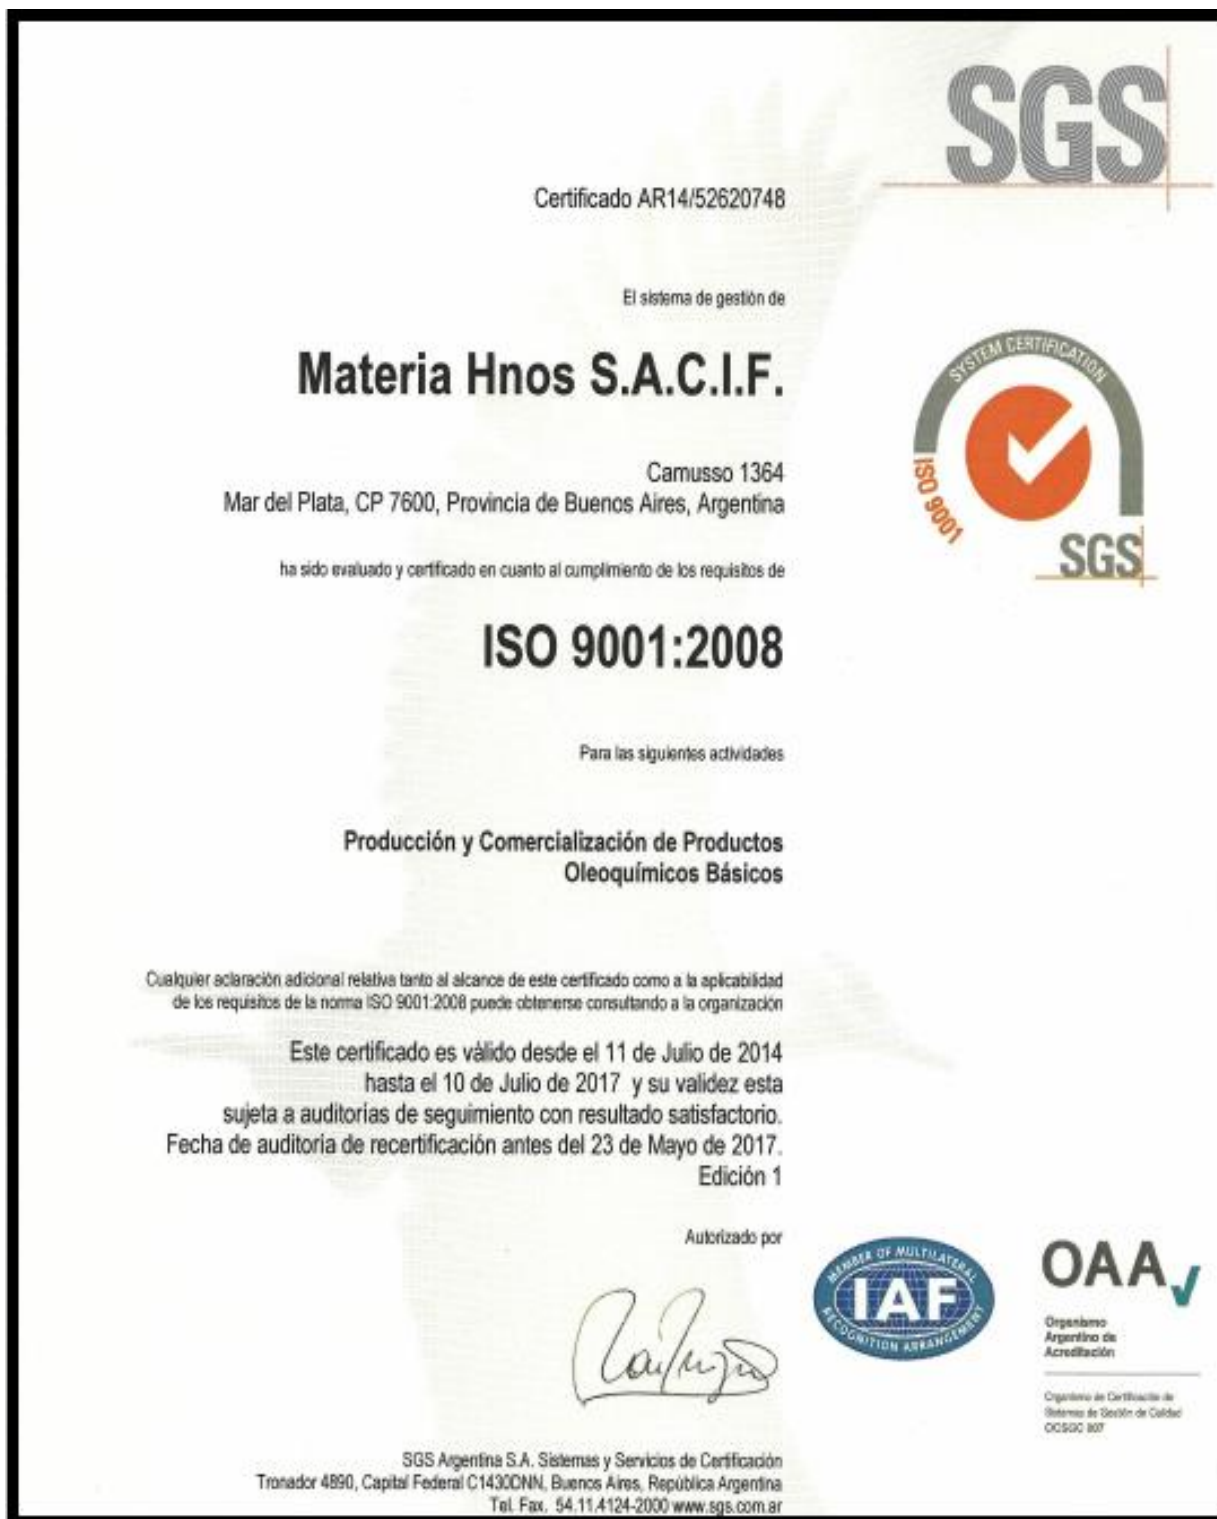 SGS
Certificado AR14/52620748
El sistema de gestión de
Materia Hnos S.A.C.I.F.
SYSTEM CERTIFICATION
ISO 9001
SGS
Camusso 1364
Mar del Plata, CP 7600, Provincia de Buenos Aires, Argentina
ha sido evaluado y certificado en cuanto al cumplimiento de los requisitos de
ISO 9001:2008
Para las siguientes actividades
Producción y Comercialización de Productos
Oleoquímicos Básicos
Cualquier aclaración adicional relativa tanto al alcance de este certificado como a la aplicabilidad
de los requisitos de la norma ISO 9001:2008 puede obtenerse consultando a la organización
Este certificado es válido desde el 11 de Julio de 2014
hasta el 10 de Julio de 2017 y su validez esta
sujeta a auditorias de seguimiento con resultado satisfactorio.
Fecha de auditoria de recertificación antes del 23 de Mayo de 2017.
Edición 1
Autorizado por
MEMBER OF MULTILATERAL
IAF
RECOGNITION ARRANGEMENT
OAA
Organismo
Argentino de
Acreditación
Organismo de Certificación de
Sistemas de Gestión de Calidad
OCSGC 007
SGS Argentina S.A. Sistemas y Servicios de Certificación
Tronador 4890, Capital Federal C1430DNN, Buenos Aires, República Argentina
Tel. Fax. 54.11.4124-2000 www.sgs.com.ar